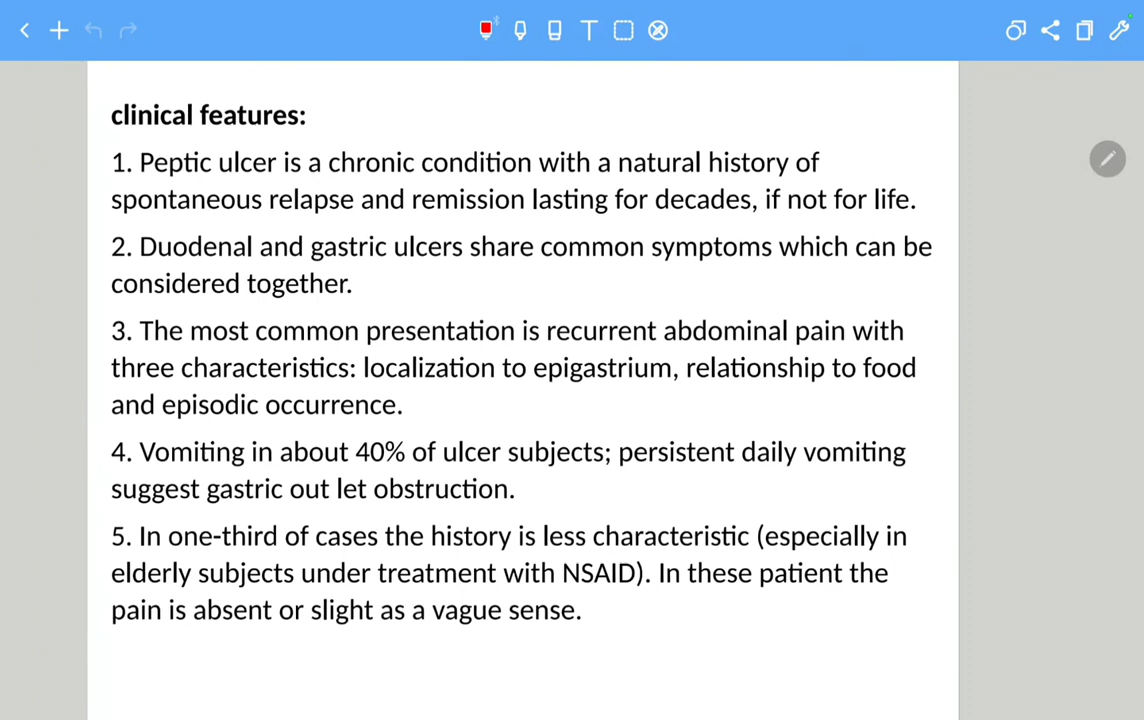 clinical features:
1. Peptic ulcer is a chronic condition with a natural history of
spontaneous relapse and remission lasting for decades, if not for life.
2. Duodenal and gastric ulcers share common symptoms which can be
considered together.
3. The most common presentation is recurrent abdominal pain with
three characteristics: localization to epigastrium, relationship to food
and episodic occurrence.
4. Vomiting in about 40% of ulcer subjects; persistent daily vomiting
suggest gastric out let obstruction.
5. In one-third of cases the history is less characteristic (especially in
elderly subjects under treatment with NSAID). In these patient the
pain is absent or slight as a vague sense.